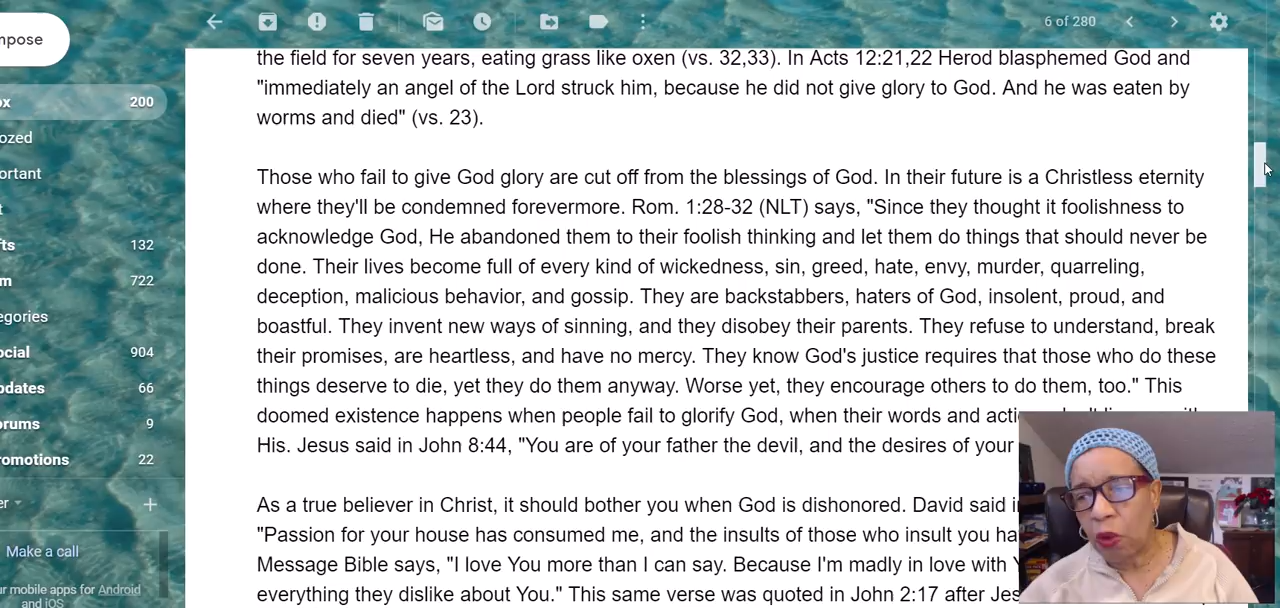 mpose
6 of 280
ox 200
ozed
ortant
t
fts 132
m 722
egories
ocial 904
pdates 66
orums 9
romotions 22
er
Make a call
ur mobile apps for Android
and iOS
the field for seven years, eating grass like oxen (vs. 32,33). In Acts 12:21,22 Herod blasphemed God and
"immediately an angel of the Lord struck him, because he did not give glory to God. And he was eaten by
worms and died" (vs. 23).
Those who fail to give God glory are cut off from the blessings of God. In their future is a Christless eternity
where they'll be condemned forevermore. Rom. 1:28-32 (NLT) says, "Since they thought it foolishness to
acknowledge God, He abandoned them to their foolish thinking and let them do things that should never be
done. Their lives become full of every kind of wickedness, sin, gread, hate, envy, murder, quarreling,
deception, malicious behavior, and gossip. They are backstabbers, haters of God, insolent, proud, and
boastful. They invent new ways of sinning, and they disobey their parents. They refuse to understand, break
their promises, are heartless, and have no mercy. They know God's justice requires that those who do these
things deserve to die, yet they do them anyway. Worse yet, they encourage others to do them, too." This
doomed existence happens when people fail to glorify God, when their words and
His. Jesus said in John 8:44, "You are of your father the devil, and the desires of your
As a true believer in Christ, it should bother you when God is dishonored. David said
"Passion for your house has consumed me, and the insults of those who insult you
Message Bible says, "I love You more than I can say. Because I'm madly in love with
everything they dislike about You." This same verse was quoted in John 2:17 after